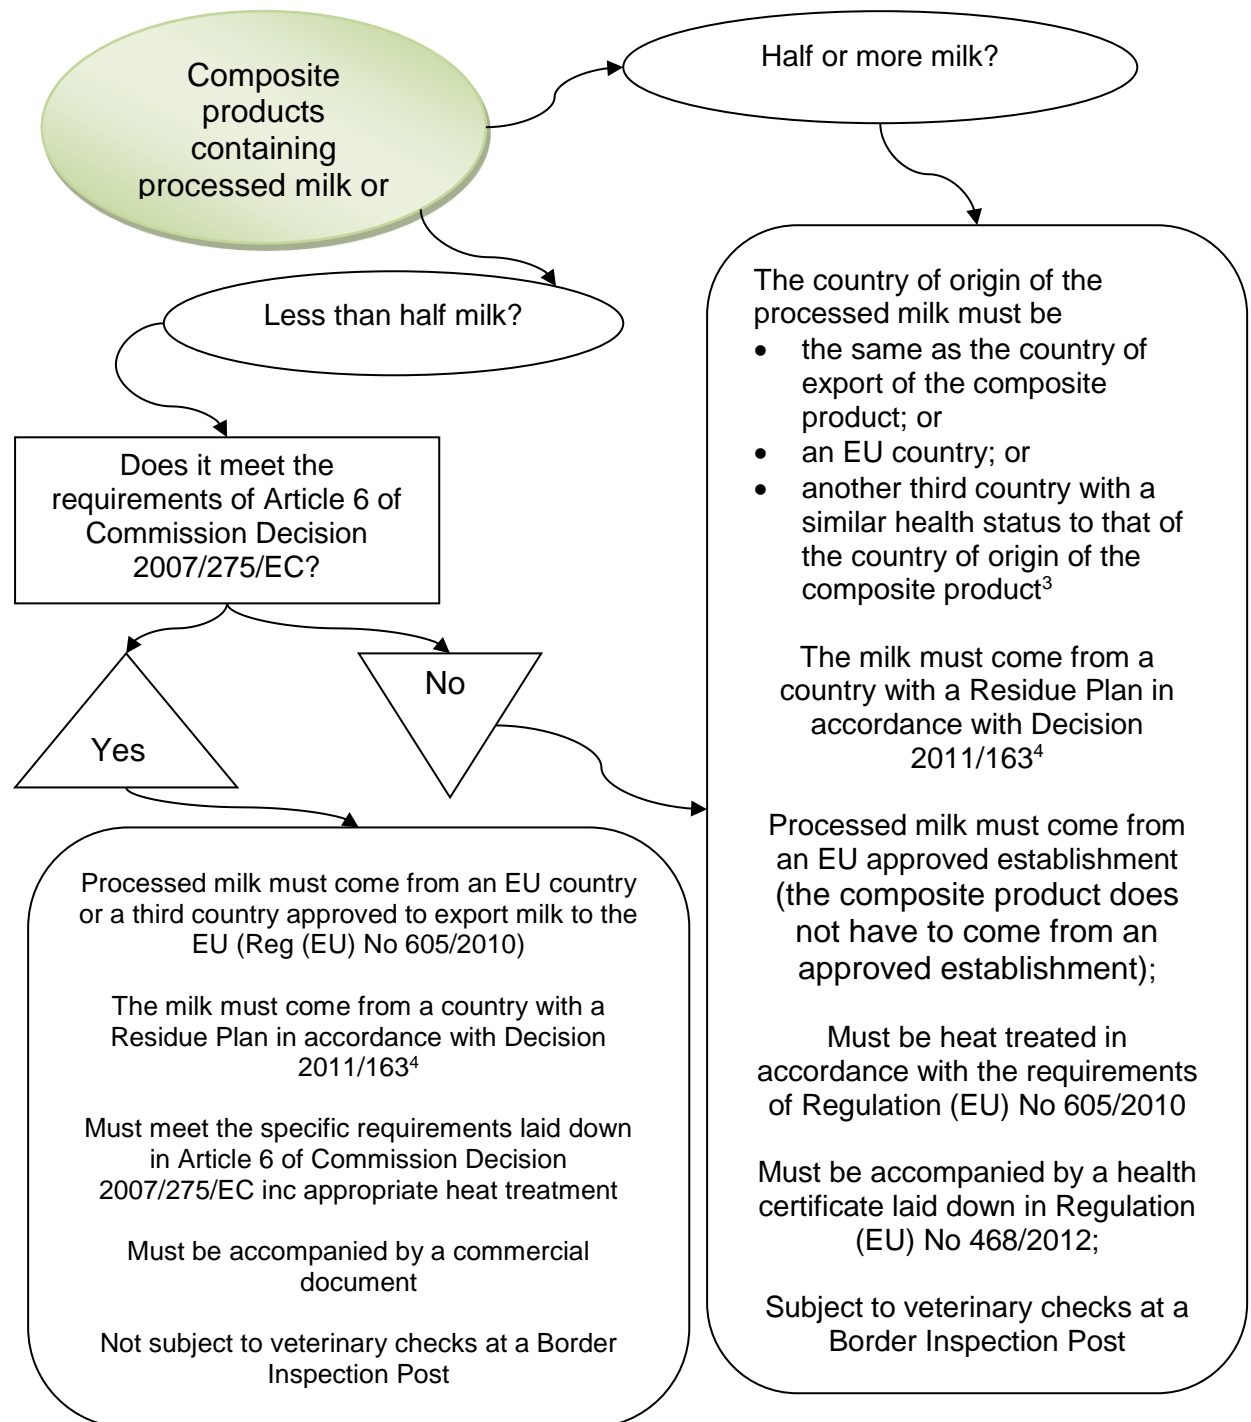 Composite
products
containing
processed milk or
Half or more milk?
Less than half milk?
Does it meet the
requirements of Article 6 of
Commission Decision
2007/275/EC?
Yes
No
Processed milk must come from an EU country
or a third country approved to export milk to the
EU (Reg (EU) No 605/2010)
The milk must come from a country with a
Residue Plan in accordance with Decision
2011/163⁴
Must meet the specific requirements laid down
in Article 6 of Commission Decision
2007/275/EC inc appropriate heat treatment
Must be accompanied by a commercial
document
Not subject to veterinary checks at a Border
Inspection Post
The country of origin of the
processed milk must be
• the same as the country of
export of the composite
product; or
• an EU country; or
• another third country with a
similar health status to that of
the country of origin of the
composite product³
The milk must come from a
country with a Residue Plan in
accordance with Decision
2011/163⁴
Processed milk must come from
an EU approved establishment
(the composite product does
not have to come from an
approved establishment);
Must be heat treated in
accordance with the requirements
of Regulation (EU) No 605/2010
Must be accompanied by a health
certificate laid down in Regulation
(EU) No 468/2012;
Subject to veterinary checks at a
Border Inspection Post